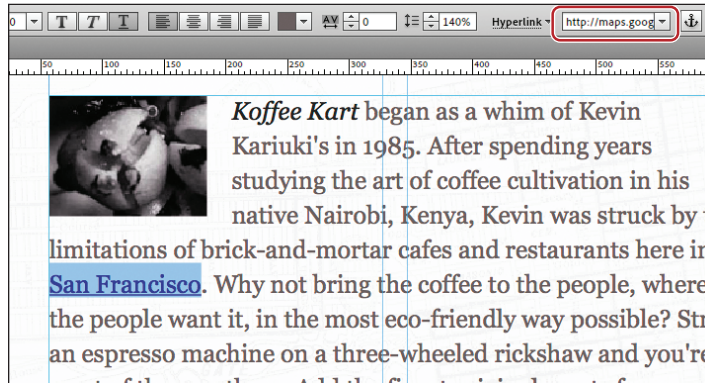 0 T T T AV 0 140% Hyperlink http://maps.goog
50 100 150 200 250 300 350 400 450 500 550
Koffee Kart began as a whim of Kevin
Kariuki's in 1985. After spending years
studying the art of coffee cultivation in his
native Nairobi, Kenya, Kevin was struck by
limitations of brick-and-mortar cafes and restaurants here in
San Francisco. Why not bring the coffee to the people, where
the people want it, in the most eco-friendly way possible?
an espresso machine on a three-wheeled rickshaw and you're